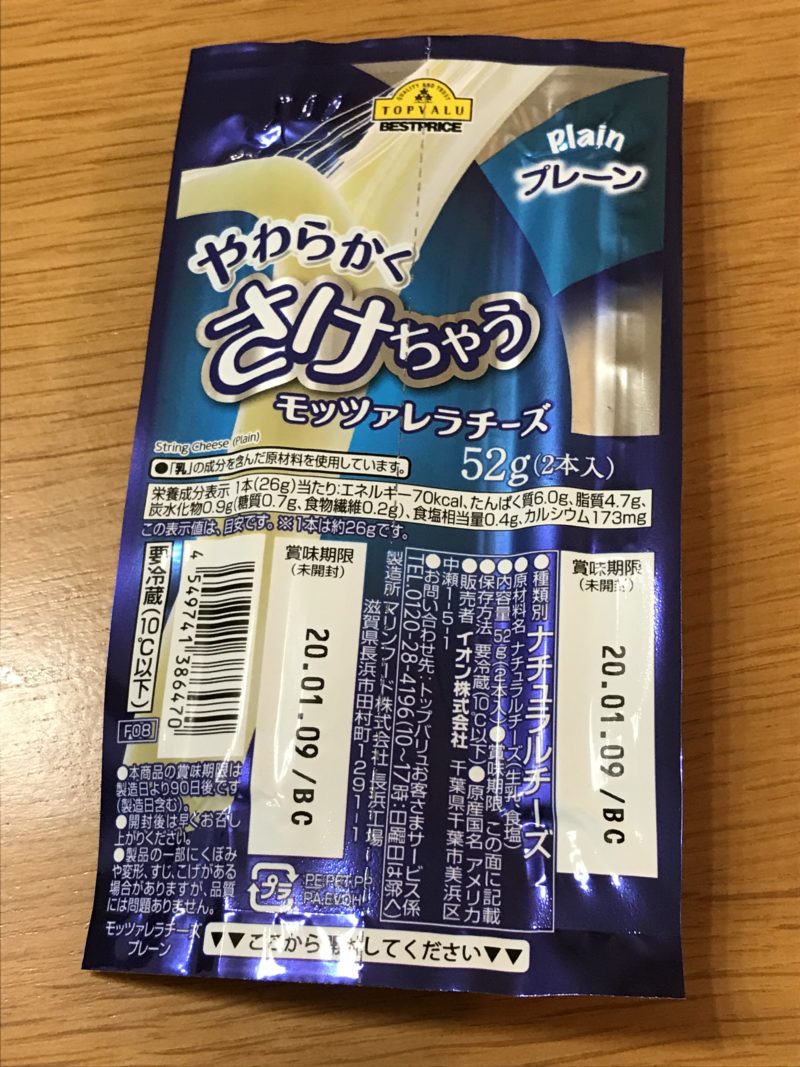 QUALITY AND TRUST
TOPVALU
BESTPRICE
Plain
プレーン
やわらかく
さけちゃう
モッツァレラチーズ
String Cheese (Plain)
●「乳」の成分を含んだ原材料を使用しています。
52g(2本入)
栄養成分表示 1本(26g)当たり:エネルギー70kcal、たんぱく質6.0g、脂質4.7g、
炭水化物0.9g(糖質0.7g、食物繊維0.2g)、食塩相当量0.4g、カルシウム173mg
この表示値は、目安です。※1本は約26gです。
要冷蔵(10℃以下)
F08
4 549741 386470
賞味期限
(未開封)
20.01.09 /BC
●種類別 ナチュラルチーズ
●原材料名 ナチュラルチーズ(生乳、食塩)
●内容量 52g(2本入)●賞味期限 この面に記載
●保存方法 要冷蔵(10℃以下)●原産国名 アメリカ
●販売者 イオン株式会社 千葉県千葉市美浜区
中瀬1-5-1
●お問い合わせ先:トップバリュお客さまサービス係
TEL.0120-28-4196(10〜17時:日曜日は除く)
製造所 マリンフード株式会社 長浜工場
滋賀県長浜市田村町1291-1
賞味期限
(未開封)
20.01.09 /BC
●本商品の賞味期限は
製造日より90日後です
(製造日含む)。
●開封後は早くお召し
上がりください。
●製品の一部にくぼみ
や変形、すじ、こげがある
場合がありますが、品質
には問題ありません。
モッツァレラチーズ
プレーン
プラ
PE,PET,PP,
PA,EVOH
▼▼ここから してください▼▼